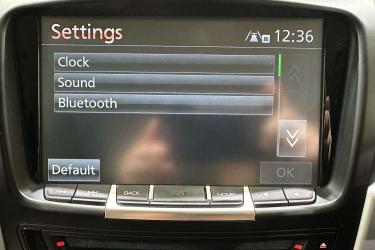 Settings
12:36
Clock
Sound
Bluetooth
Default
OK
BACK